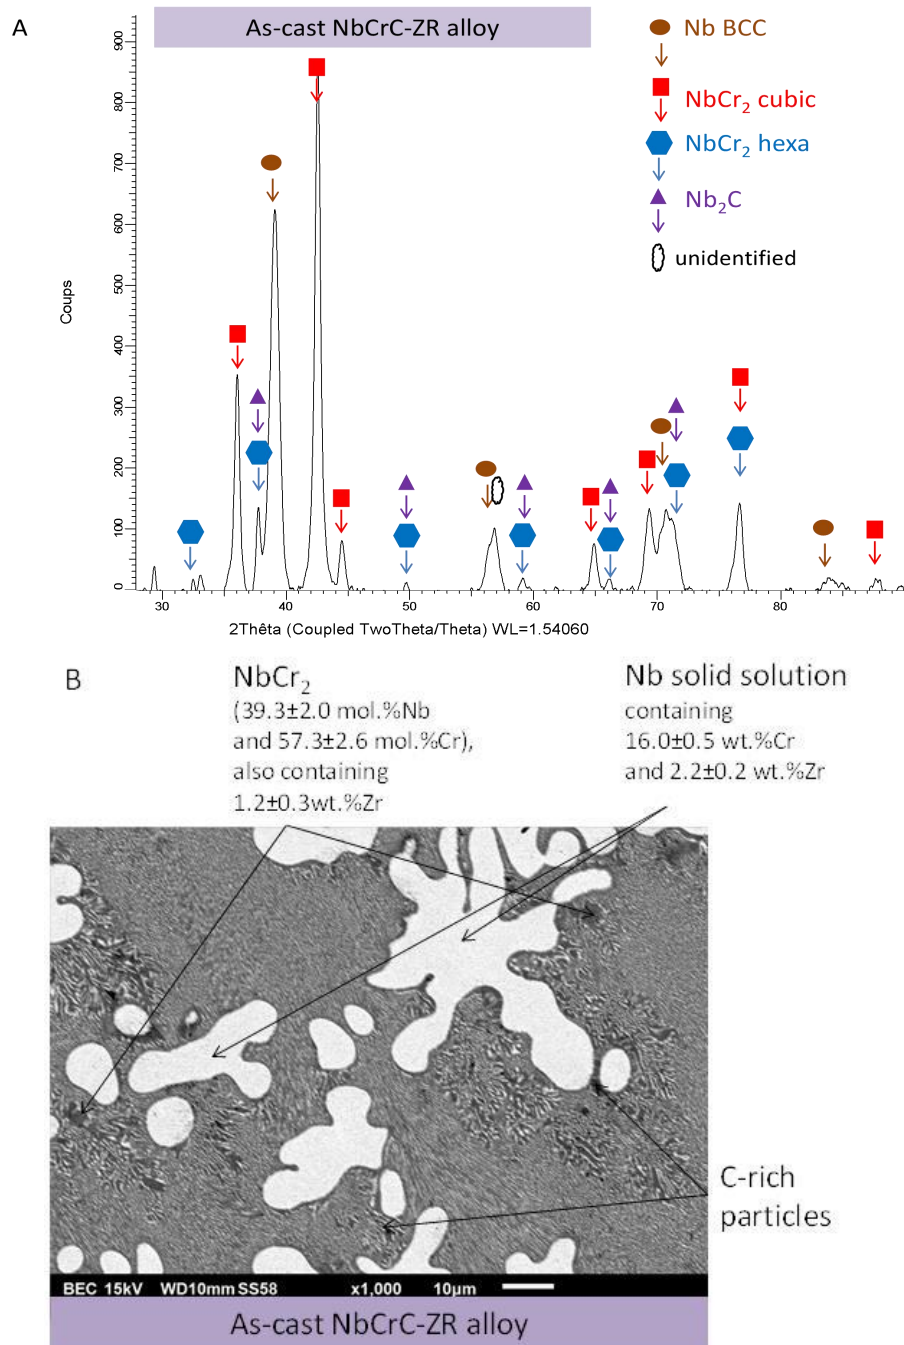 A
As-cast NbCrC-ZR alloy
Nb BCC
NbCr₂ cubic
NbCr₂ hexa
Nb₂C
unidentified
Coups
900
800
700
600
500
400
300
200
100
0
30 40 50 60 70 80
2Thêta (Coupled TwoTheta/Theta) WL=1.54060
B
NbCr₂
(39.3±2.0 mol.%Nb
and 57.3±2.6 mol.%Cr),
also containing
1.2±0.3wt.%Zr
Nb solid solution
containing
16.0±0.5 wt.%Cr
and 2.2±0.2 wt.%Zr
C-rich
particles
BEC 15kV WD10mm SS58 x1,000 10µm
As-cast NbCrC-ZR alloy